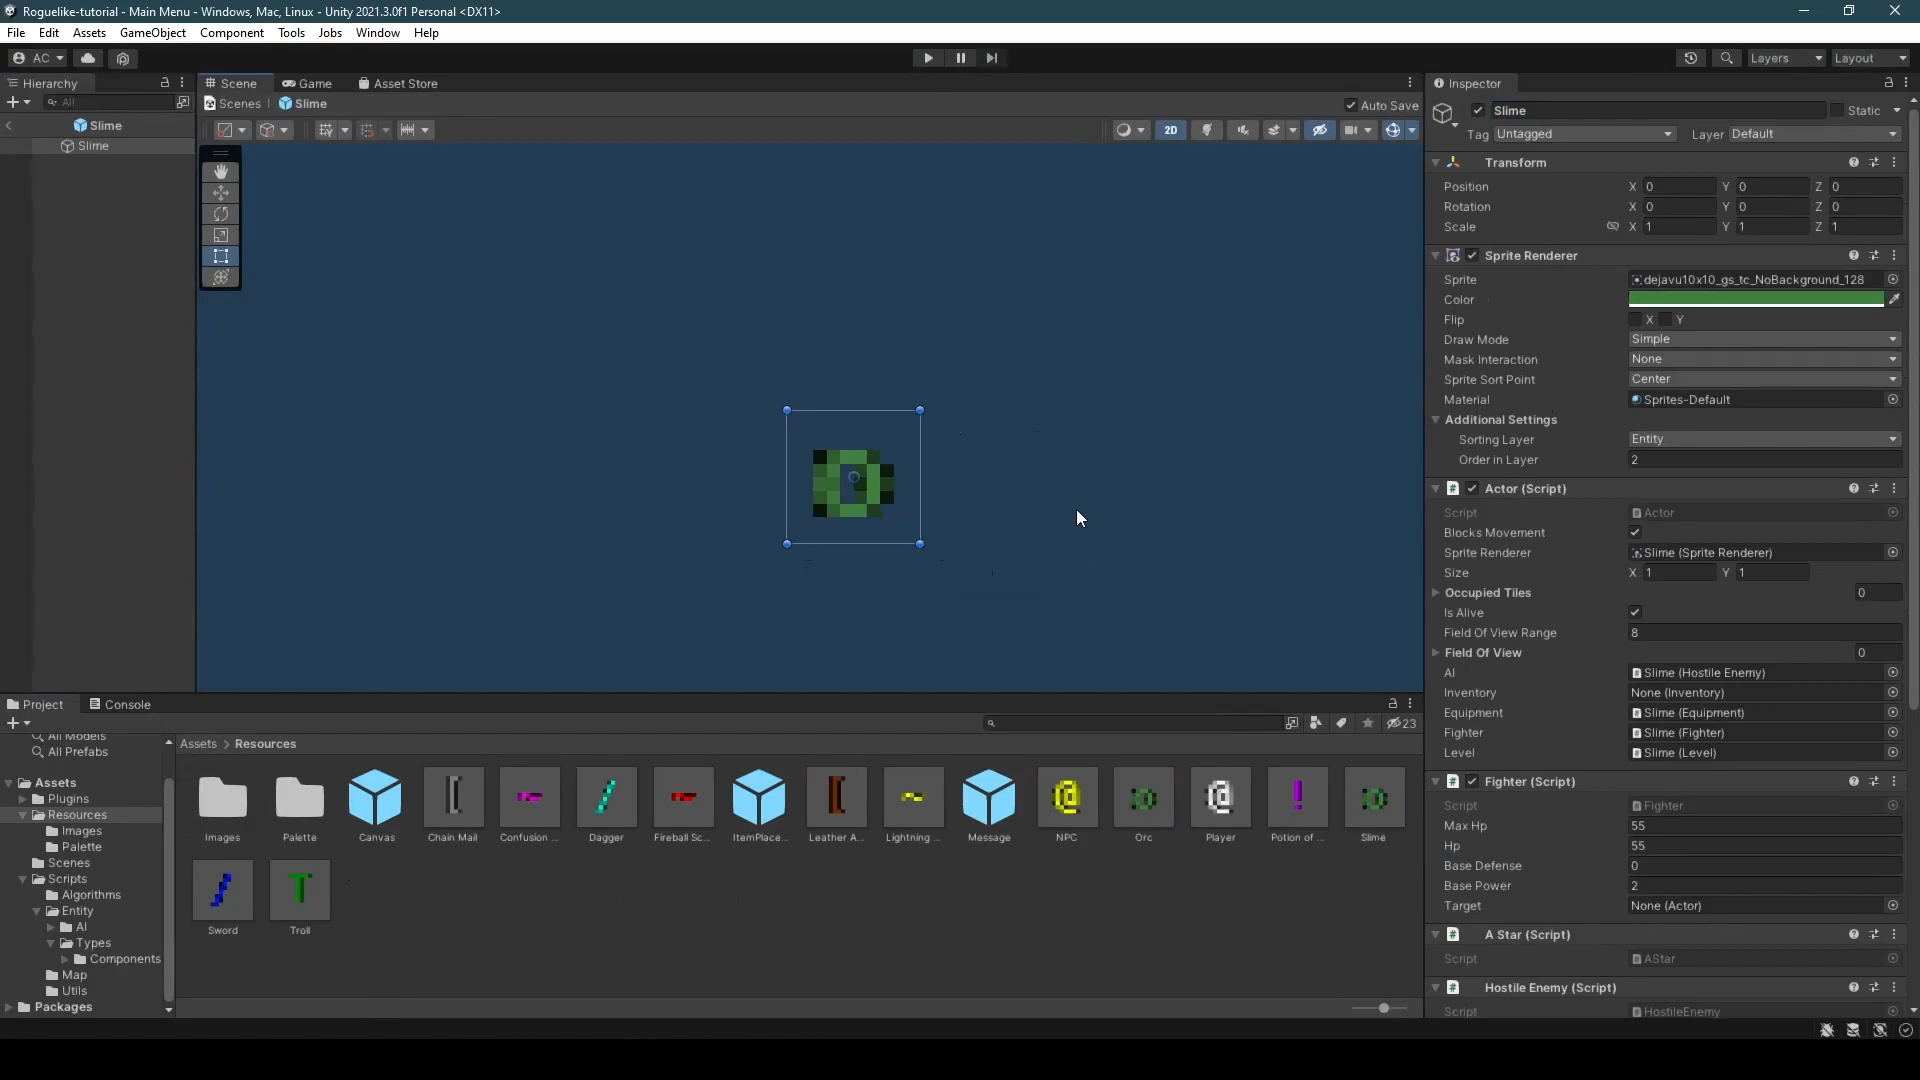 Roguelike-tutorial - Main Menu - Windows, Mac, Linux - Unity 2021.3.0f1 Personal <DX11>
File Edit Assets GameObject Component Tools Jobs Window Help
AC Layers Layout
Hierarchy
All
Slime
Slime
Scene Game Asset Store
Scenes Slime Auto Save
2D
Inspector
Slime Static
Tag Untagged Layer Default
Transform
Position X 0 Y 0 Z 0
Rotation X 0 Y 0 Z 0
Scale X 1 Y 1 Z 1
Sprite Renderer
Sprite dejavu10x10_gs_tc_NoBackground_128
Color
Flip X Y
Draw Mode Simple
Mask Interaction None
Sprite Sort Point Center
Material Sprites-Default
Additional Settings
Sorting Layer Entity
Order in Layer 2
Actor (Script)
Script Actor
Blocks Movement
Sprite Renderer Slime (Sprite Renderer)
Size X 1 Y 1
Occupied Tiles 0
Is Alive
Field Of View Range 8
Field Of View 0
AI Slime (Hostile Enemy)
Inventory None (Inventory)
Equipment Slime (Equipment)
Fighter Slime (Fighter)
Level Slime (Level)
Fighter (Script)
Script Fighter
Max Hp 55
Hp 55
Base Defense 0
Base Power 2
Target None (Actor)
A Star (Script)
Script AStar
Hostile Enemy (Script)
Script HostileEnemy
Project Console
23
All Models
All Prefabs
Assets
Plugins
Resources
Images
Palette
Scenes
Scripts
Algorithms
Entity
AI
Types
Components
Map
Utils
Packages
Assets > Resources
Images Palette Canvas Chain Mail Confusion ... Dagger Fireball Sc... ItemPlace... Leather A... Lightning ... Message NPC Orc Player Potion of ... Slime
Sword Troll